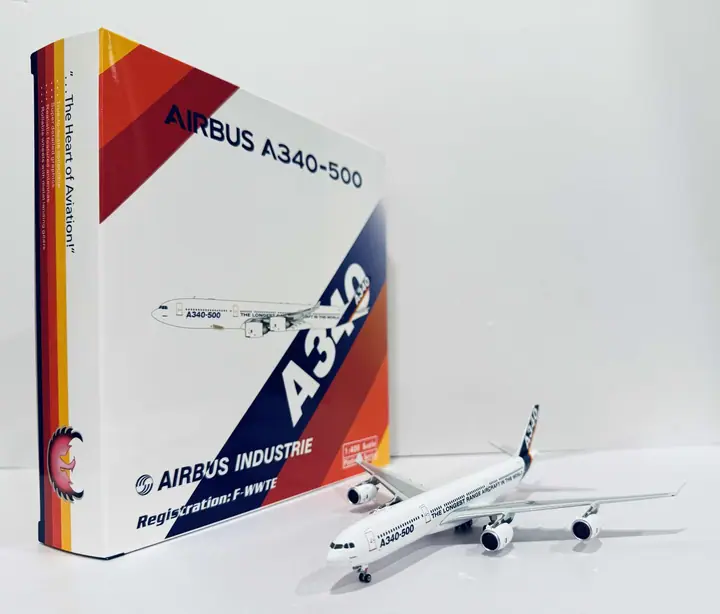 "...The Heart of Aviation!"
AIRBUS A340-500
A340-500
THE LONGEST RANGE AIRCRAFT IN THE WORLD
A340
AIRBUS INDUSTRIE
Registration: F-WWTE
1:400 Scale
A340
THE LONGEST RANGE AIRCRAFT IN THE WORLD
A340-500